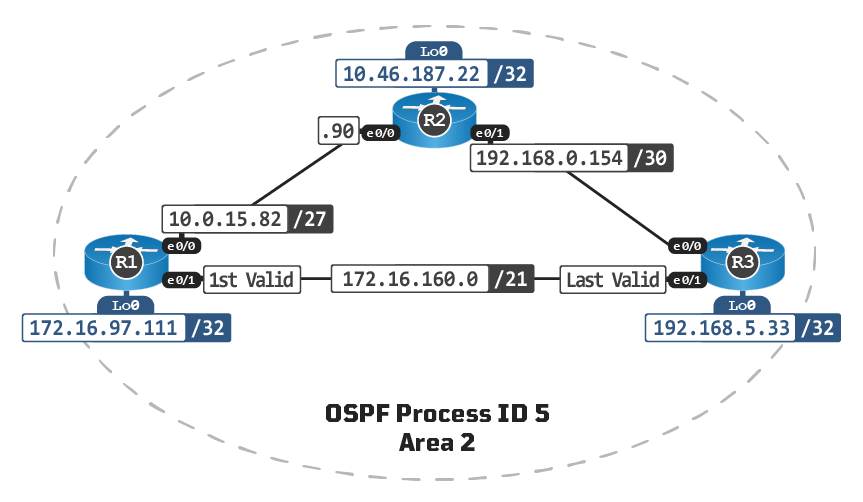 Lo0
10.46.187.22 /32
R2
.90 e0/0
e0/1
192.168.0.154 /30
10.0.15.82 /27
e0/0
R1
e0/1 1st Valid
172.16.160.0 /21
Last Valid e0/1
e0/0
R3
Lo0
172.16.97.111 /32
Lo0
192.168.5.33 /32
OSPF Process ID 5
Area 2